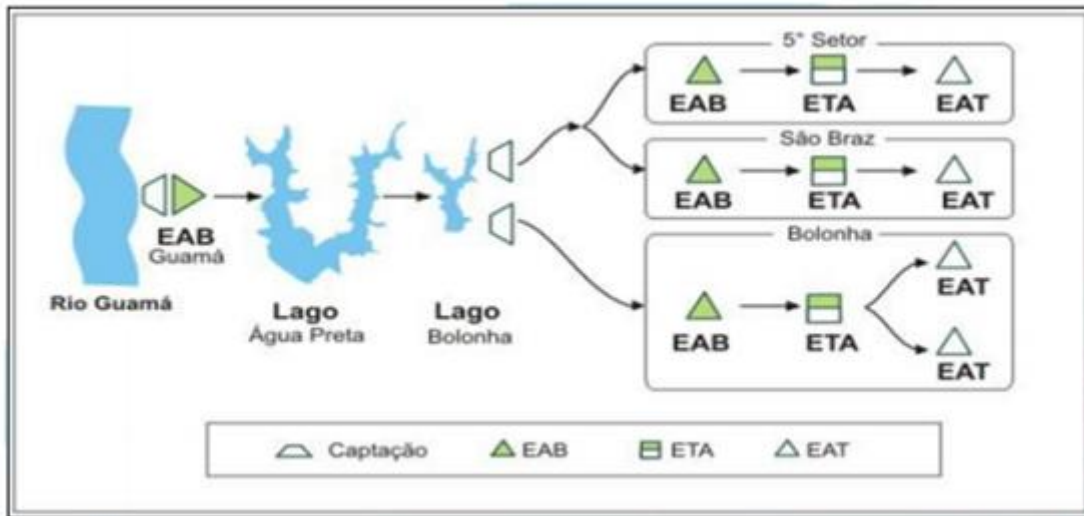 5° Setor
EAB
ETA
EAT
São Braz
EAB
ETA
EAT
EAB
Guamá
Rio Guamá
Lago
Água Preta
Lago
Bolonha
Bolonha
EAB
ETA
EAT
EAT
Captação
EAB
ETA
EAT